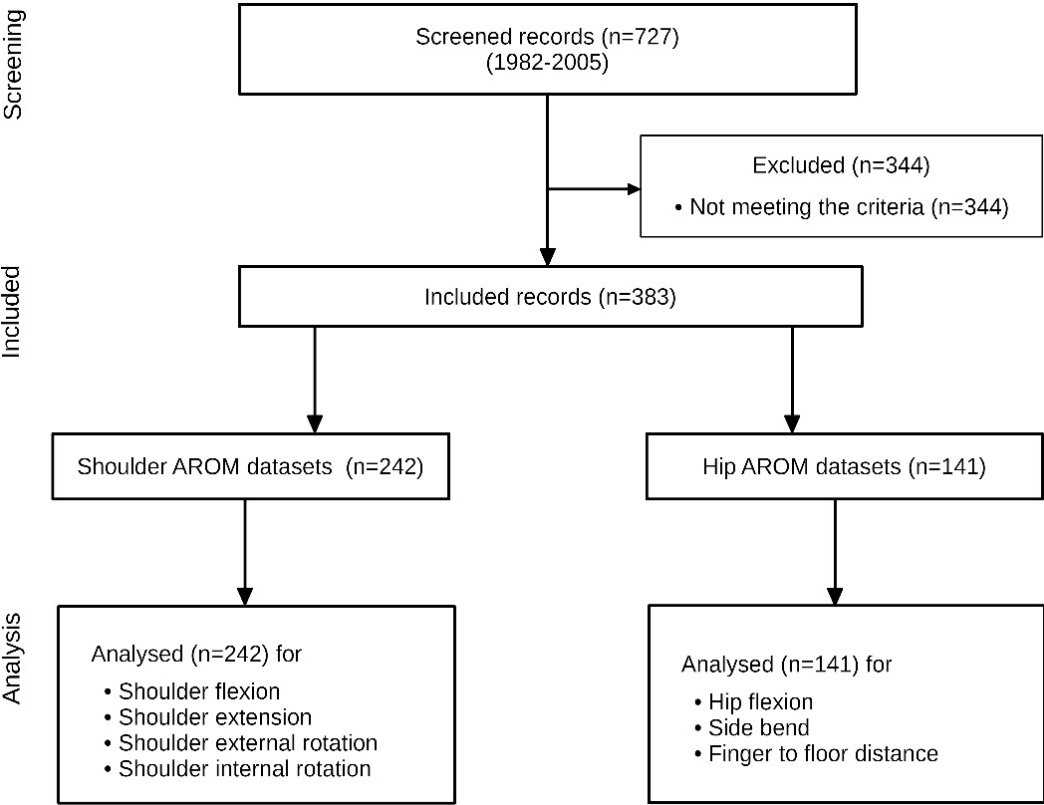 Screening
Screened records (n=727)
(1982-2005)
Excluded (n=344)
• Not meeting the criteria (n=344)
Included
Included records (n=383)
Shoulder AROM datasets (n=242)
Hip AROM datasets (n=141)
Analysis
Analysed (n=242) for
• Shoulder flexion
• Shoulder extension
• Shoulder external rotation
• Shoulder internal rotation
Analysed (n=141) for
• Hip flexion
• Side bend
• Finger to floor distance